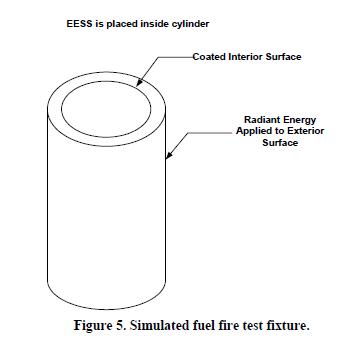 EESS is placed inside cylinder
Coated Interior Surface
Radiant Energy
Applied to Exterior
Surface
Figure 5. Simulated fuel fire test fixture.